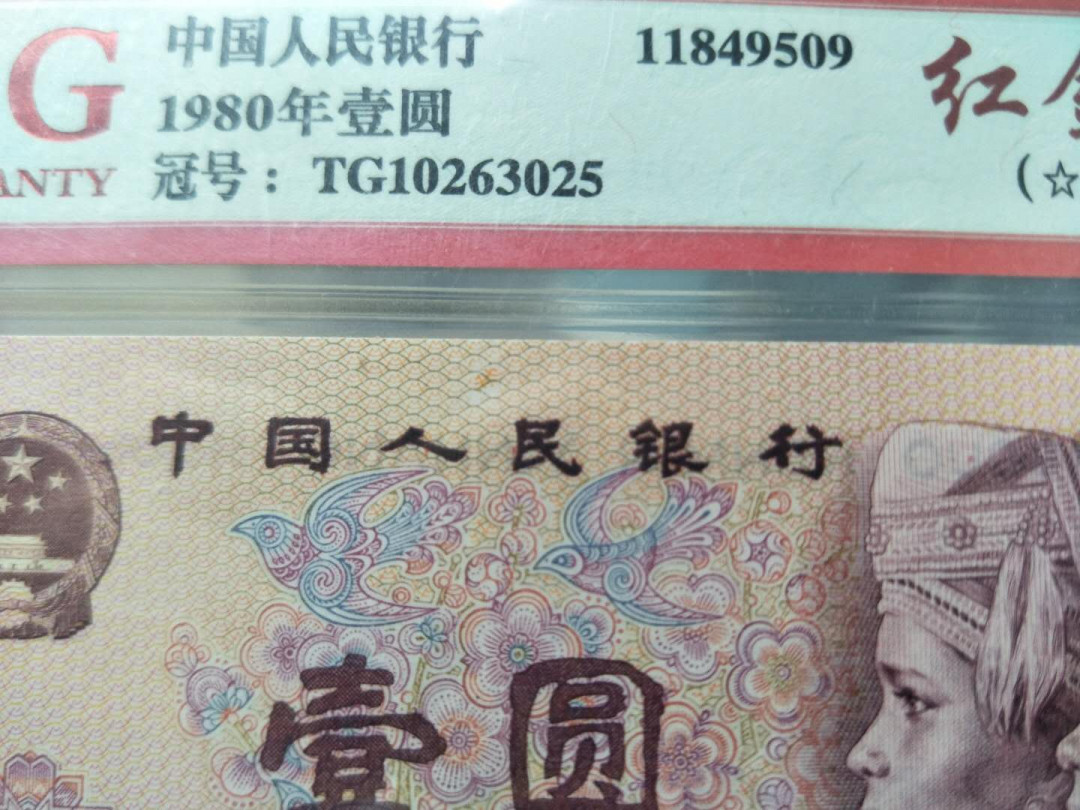 G
中国人民银行 11849509 红
ANTY 1980年壹圆
冠号：TG10263025 (☆
中国人民银行
壹圆